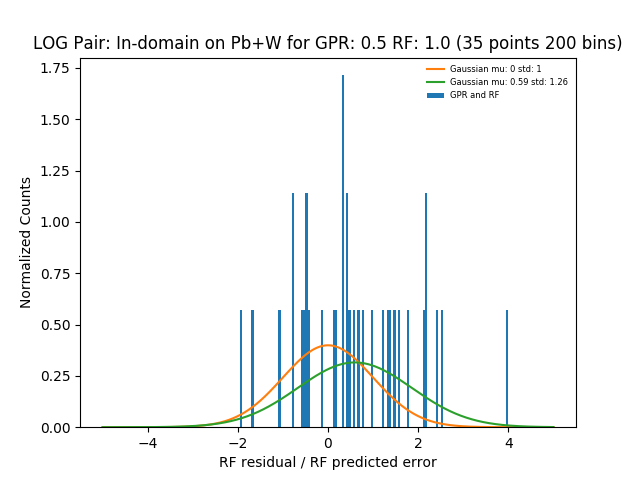 LOG Pair: In-domain on Pb+W for GPR: 0.5 RF: 1.0 (35 points 200 bins)
Gaussian mu: 0 std: 1
Gaussian mu: 0.59 std: 1.26
GPR and RF
Normalized Counts
1.75
1.50
1.25
1.00
0.75
0.50
0.25
0.00
−4
−2
0
2
4
RF residual / RF predicted error